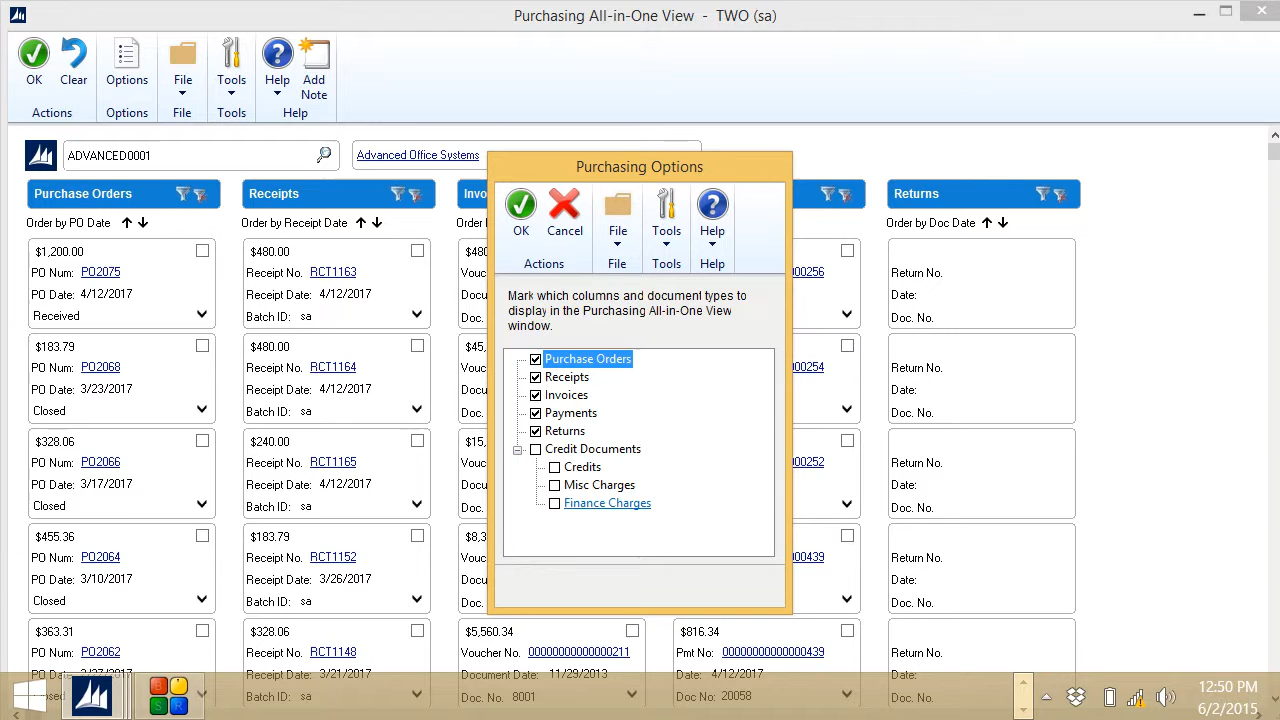 Purchasing All-in-One View - TWO (sa)
OK
Clear
Options
File
Tools
Help
Add Note
Actions
Options
File
Tools
Help
ADVANCED0001
Advanced Office Systems
Purchase Orders
Receipts
Returns
Order by PO Date
Order by Receipt Date
Order by Doc Date
$1,200.00
PO Num: PO2075
PO Date: 4/12/2017
Received
$480.00
Receipt No. RCT1163
Receipt Date: 4/12/2017
Batch ID: sa
Return No.
Date:
Doc. No.
$183.79
PO Num: PO2068
PO Date: 3/23/2017
Closed
$480.00
Receipt No. RCT1164
Receipt Date: 4/12/2017
Batch ID: sa
Return No.
Date:
Doc. No.
$328.06
PO Num: PO2066
PO Date: 3/17/2017
Closed
$240.00
Receipt No. RCT1165
Receipt Date: 4/12/2017
Batch ID: sa
Return No.
Date:
Doc. No.
$455.36
PO Num: PO2064
PO Date: 3/10/2017
Closed
$183.79
Receipt No. RCT1152
Receipt Date: 3/26/2017
Batch ID: sa
Return No.
Date:
Doc. No.
$363.31
PO Num: PO2062
$328.06
Receipt No. RCT1148
Receipt Date: 3/21/2017
Batch ID: sa
$5,560.34
Voucher No. 0000000000000211
Document Date: 11/29/2013
Doc. No. 8001
$816.34
Pmt No: 00000000000000439
Date: 4/12/2017
Doc No: 20058
Return No.
Date:
Doc. No.
Purchasing Options
OK
Cancel
File
Tools
Help
Actions
File
Tools
Help
Mark which columns and document types to
display in the Purchasing All-in-One View
window.
Purchase Orders
Receipts
Invoices
Payments
Returns
Credit Documents
Credits
Misc Charges
Finance Charges
12:50 PM
6/2/2015